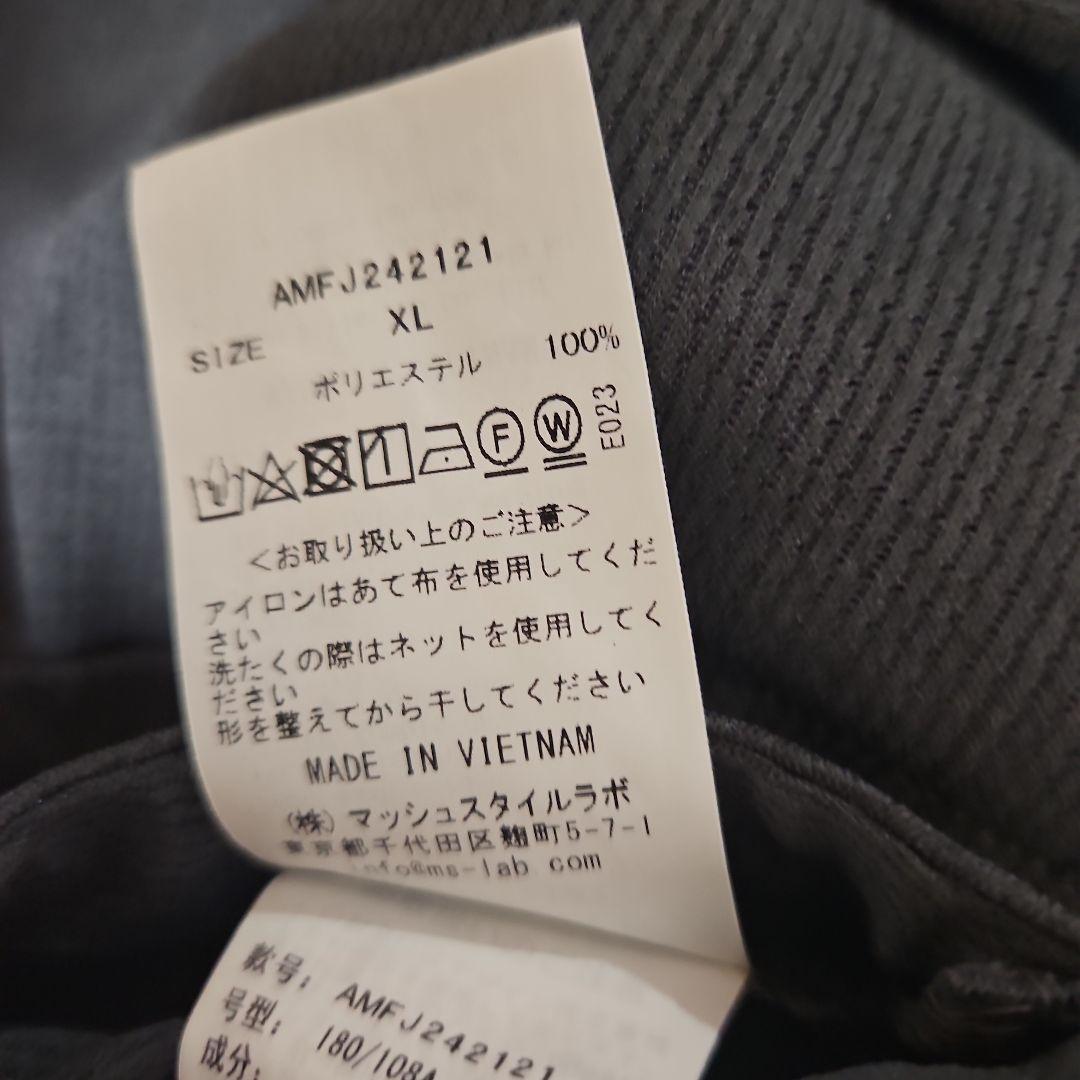 AMFJ242121
SIZE XL
ポリエステル 100%
F W E023
<お取り扱い上のご注意>
アイロンはあて布を使用してくだ
さい
洗たくの際はネットを使用してく
ださい
形を整えてから干してください
MADE IN VIETNAM
(株)マッシュスタイルラボ
東京都千代田区麹町5-7-1
info@ms-lab com
款号: AMFJ242121
号型: 180/108A
成分: